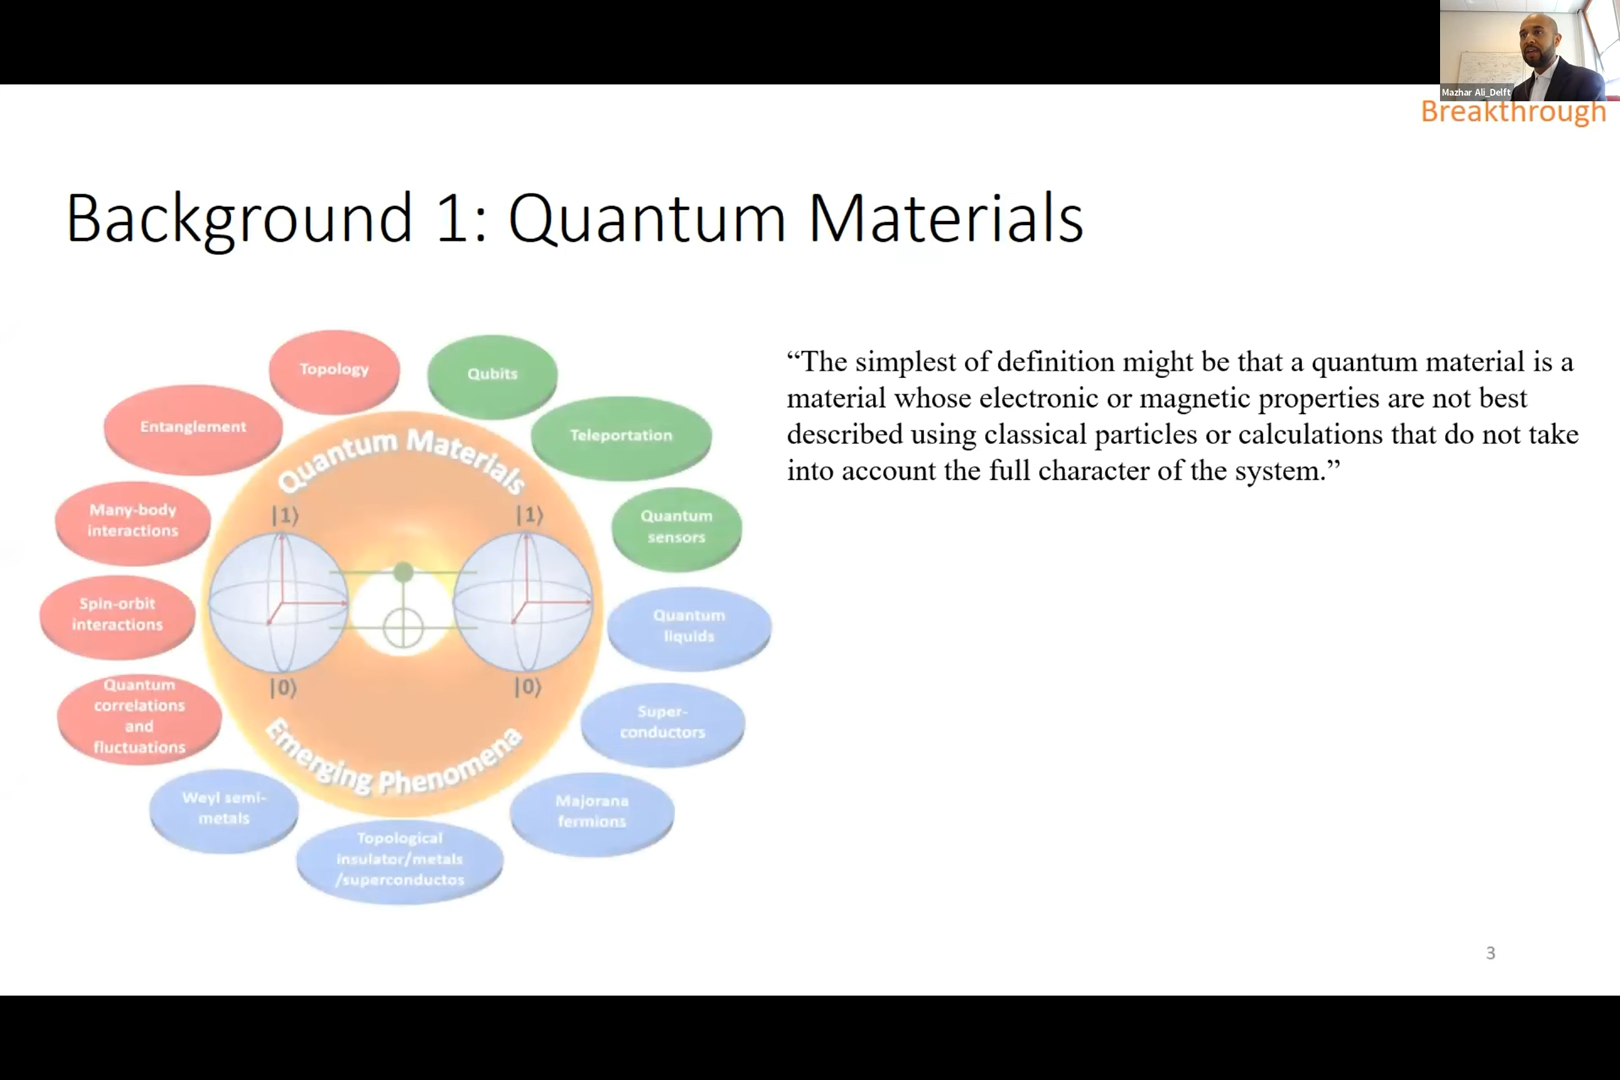 Mazhar Ali_Delft
Breakthrough
Background 1: Quantum Materials
Topology
Qubits
Entanglement
Teleportation
Quantum Materials
Many-body
interactions
Quantum
sensors
|1⟩
|1⟩
Spin-orbit
interactions
Quantum
liquids
|0⟩
|0⟩
Quantum
correlations
and
fluctuations
Super-
conductors
Emerging Phenomena
Weyl semi-
metals
Majorana
fermions
Topological
insulator/metals
/superconductos
“The simplest of definition might be that a quantum material is a
material whose electronic or magnetic properties are not best
described using classical particles or calculations that do not take
into account the full character of the system.”
3